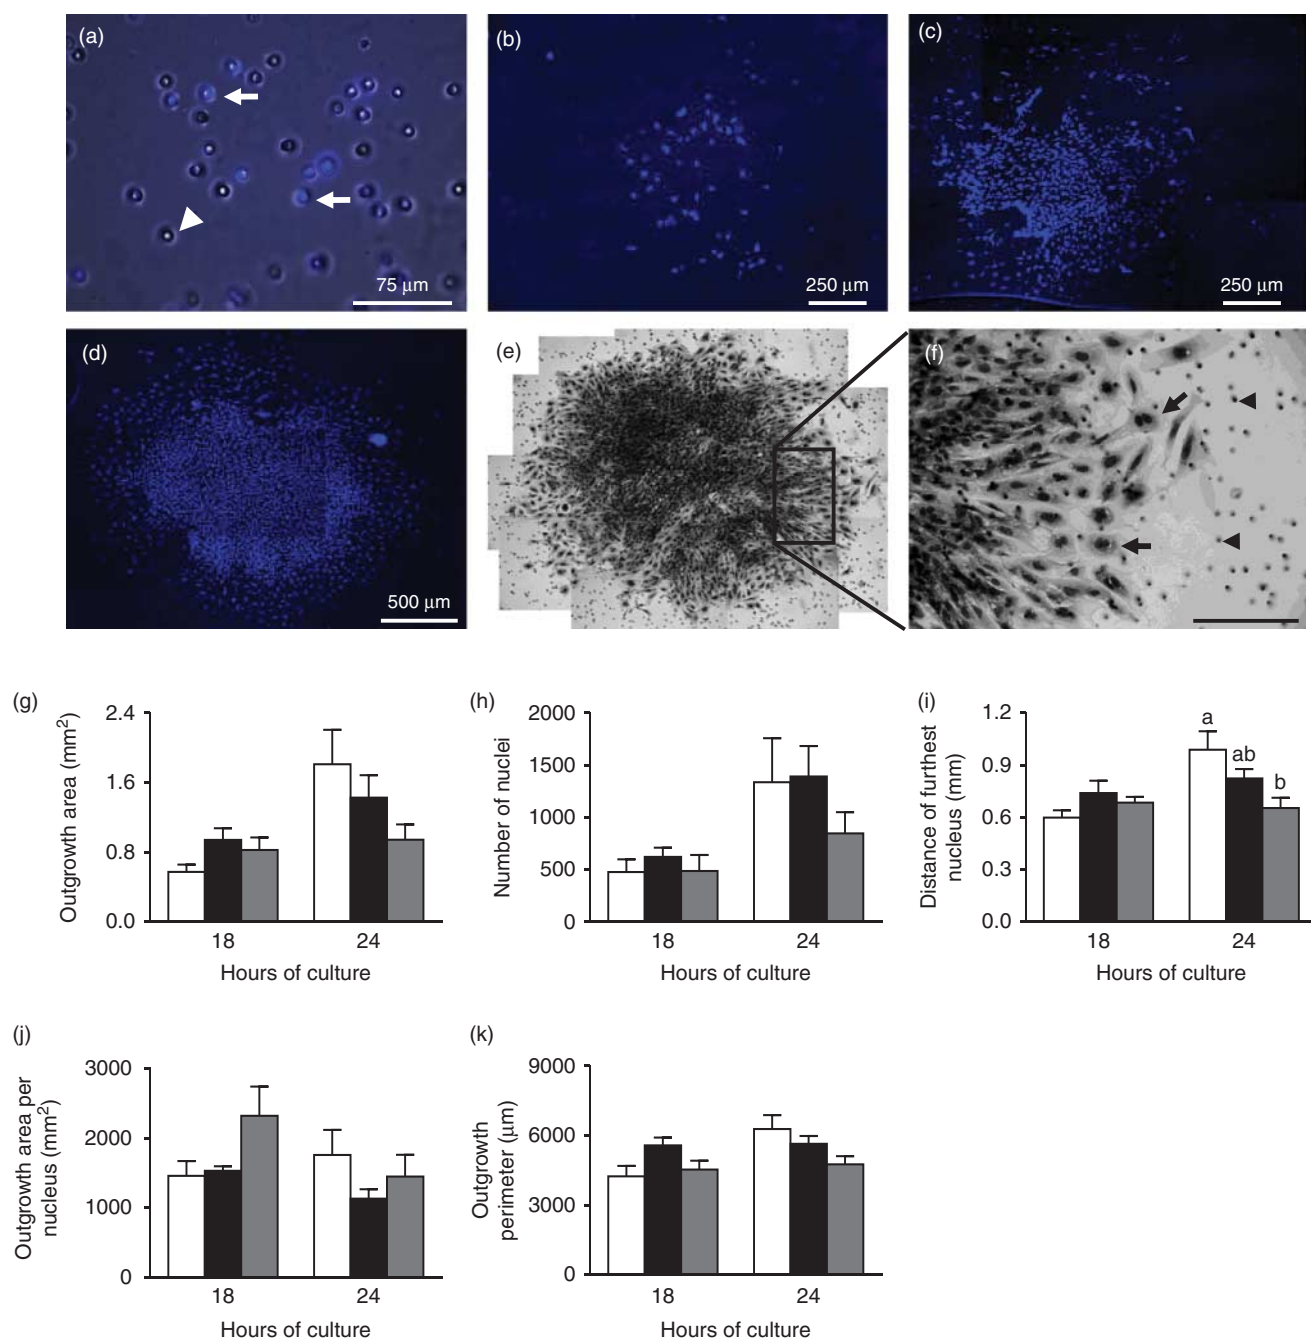 (a)
75 µm
(b)
250 µm
(c)
250 µm
(d)
500 µm
(e)
(f)
(g)
Outgrowth area (mm²)
2.4
1.6
0.8
0.0
18
24
Hours of culture
(h)
Number of nuclei
2000
1500
1000
500
0
18
24
Hours of culture
(i)
Distance of furthest
nucleus (mm)
1.2
0.9
0.6
0.3
0.0
a
ab
b
18
24
Hours of culture
(j)
Outgrowth area per
nucleus (mm²)
3000
2000
1000
0
18
24
Hours of culture
(k)
Outgrowth
perimeter (µm)
9000
6000
3000
0
18
24
Hours of culture